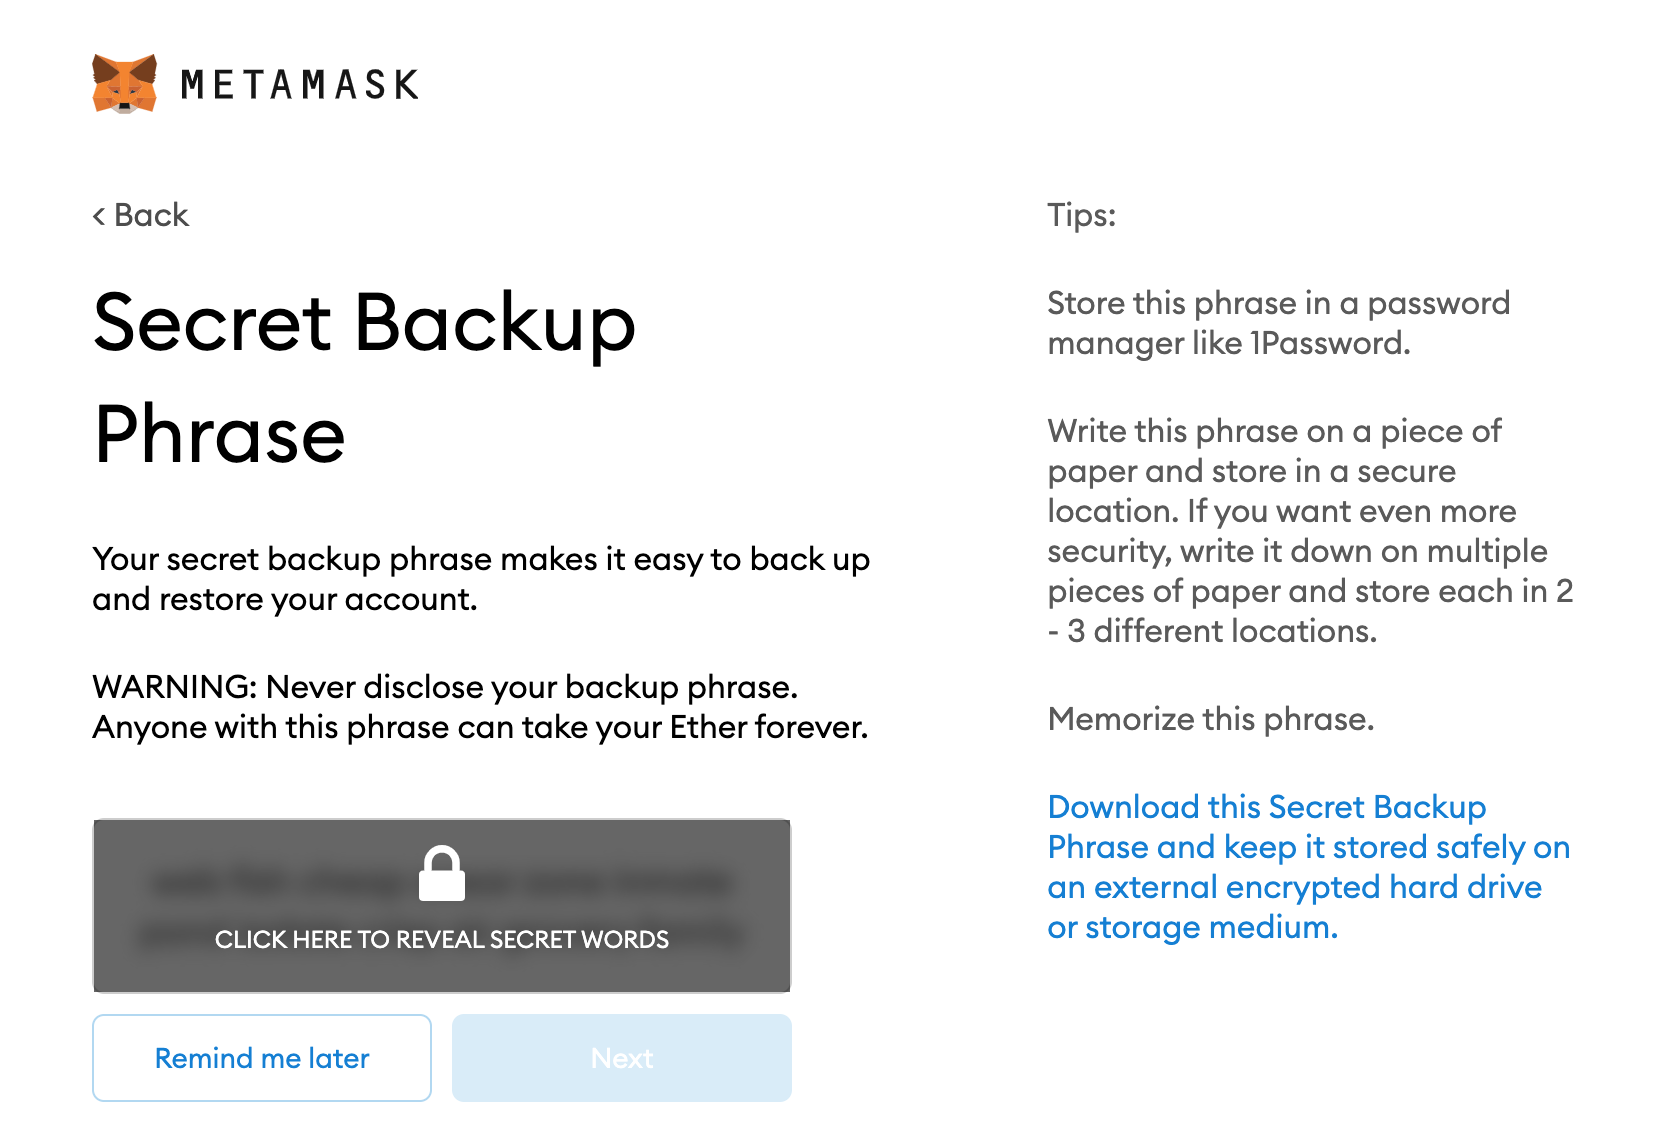 METAMASK
< Back
Secret Backup
Phrase
Your secret backup phrase makes it easy to back up
and restore your account.
WARNING: Never disclose your backup phrase.
Anyone with this phrase can take your Ether forever.
CLICK HERE TO REVEAL SECRET WORDS
Remind me later
Next
Tips:
Store this phrase in a password
manager like 1Password.
Write this phrase on a piece of
paper and store in a secure
location. If you want even more
security, write it down on multiple
pieces of paper and store each in 2
- 3 different locations.
Memorize this phrase.
Download this Secret Backup
Phrase and keep it stored safely on
an external encrypted hard drive
or storage medium.